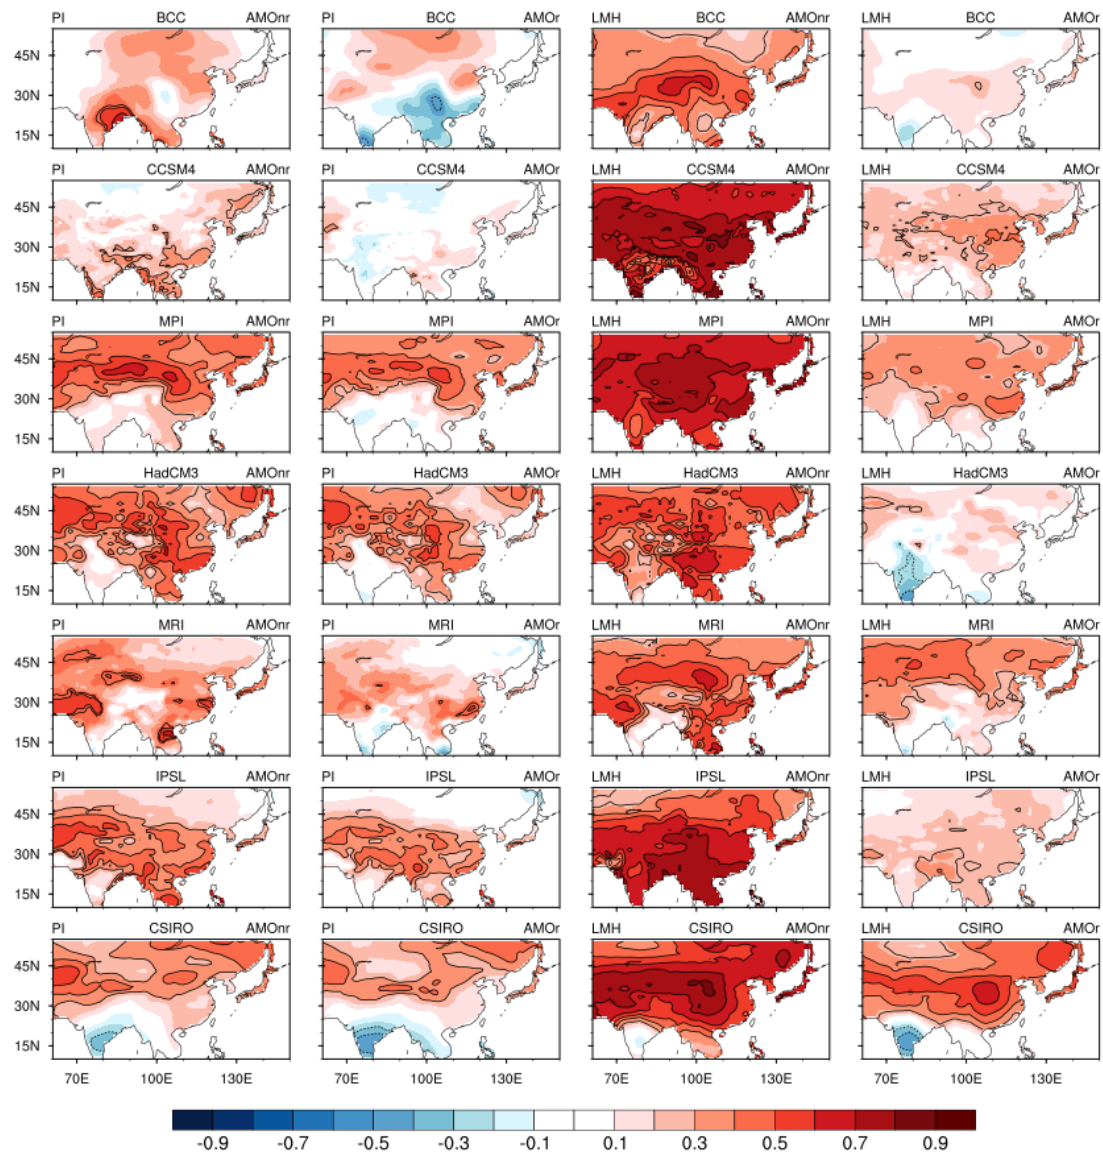 PI BCC AMOnr PI BCC AMOr LMH BCC AMOnr LMH BCC AMOr
45N
30N
15N
PI CCSM4 AMOnr PI CCSM4 AMOr LMH CCSM4 AMOnr LMH CCSM4 AMOr
45N
30N
15N
PI MPI AMOnr PI MPI AMOr LMH MPI AMOnr LMH MPI AMOr
45N
30N
15N
PI HadCM3 AMOnr PI HadCM3 AMOr LMH HadCM3 AMOnr LMH HadCM3 AMOr
45N
30N
15N
PI MRI AMOnr PI MRI AMOr LMH MRI AMOnr LMH MRI AMOr
45N
30N
15N
PI IPSL AMOnr PI IPSL AMOr LMH IPSL AMOnr LMH IPSL AMOr
45N
30N
15N
PI CSIRO AMOnr PI CSIRO AMOr LMH CSIRO AMOnr LMH CSIRO AMOr
45N
30N
15N
70E 100E 130E 70E 100E 130E 70E 100E 130E 70E 100E 130E
-0.9 -0.7 -0.5 -0.3 -0.1 0.1 0.3 0.5 0.7 0.9